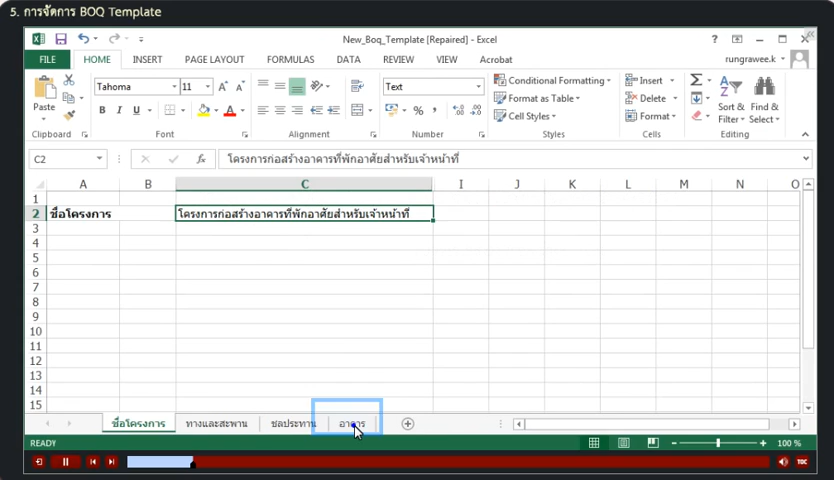 5. การจัดการ BOQ Template
New_Boq_Template [Repaired] - Excel
FILE HOME INSERT PAGE LAYOUT FORMULAS DATA REVIEW VIEW Acrobat rungrawee.k
Paste Tahoma 11 Text Conditional Formatting Insert
B I U Format as Table Delete Sort & Find &
Cell Styles Format Filter Select
Clipboard Font Alignment Number Styles Cells Editing
C2 fx โครงการก่อสร้างอาคารที่พักอาศัยสำหรับเจ้าหน้าที่
A B C I J K L M N O
1
2 ชื่อโครงการ โครงการก่อสร้างอาคารที่พักอาศัยสำหรับเจ้าหน้าที่
3
4
5
6
7
8
9
10
11
12
13
14
15
ชื่อโครงการ ทางและสะพาน ชลประทาน อาคาร
READY 100 %
TOC